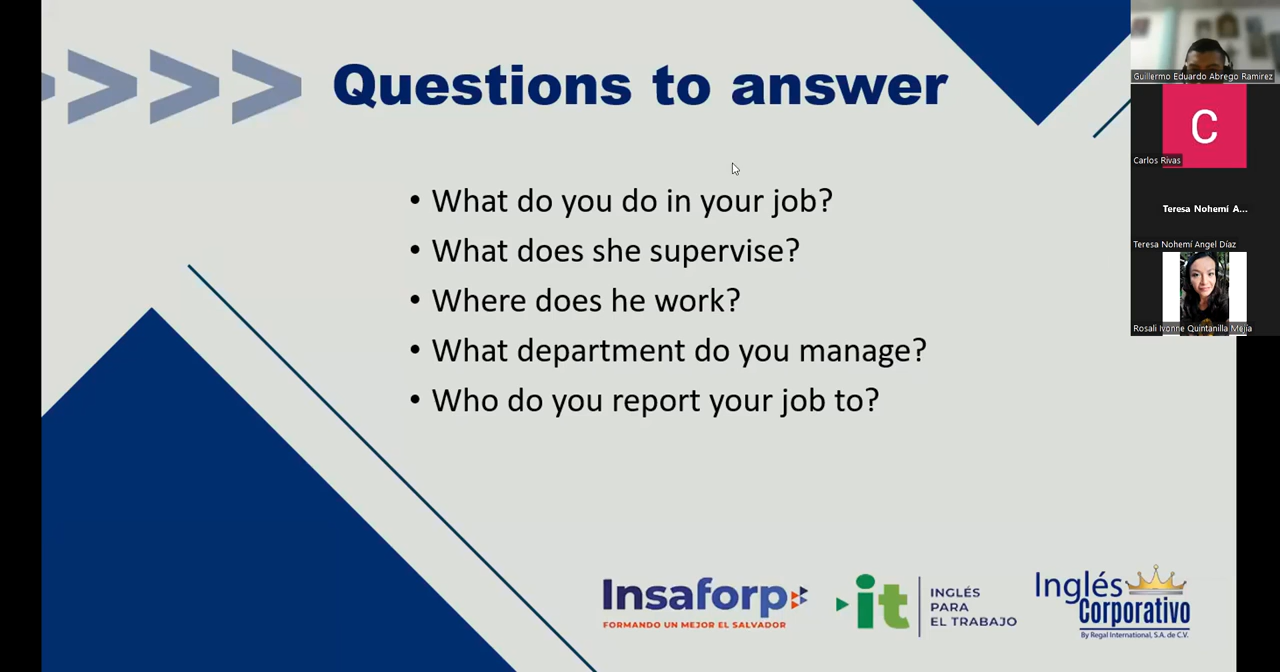 Questions to answer
• What do you do in your job?
• What does she supervise?
• Where does he work?
• What department do you manage?
• Who do you report your job to?
Insaforp
FORMANDO UN MEJOR EL SALVADOR
it
INGLÉS
PARA
EL TRABAJO
Inglés
Corporativo
By Regal International, S.A. de C.V.
Guillermo Eduardo Abrego Ramirez
C
Carlos Rivas
Teresa Nohemí A...
Teresa Nohemí Angel Díaz
Rosali Ivonne Quintanilla Mejía